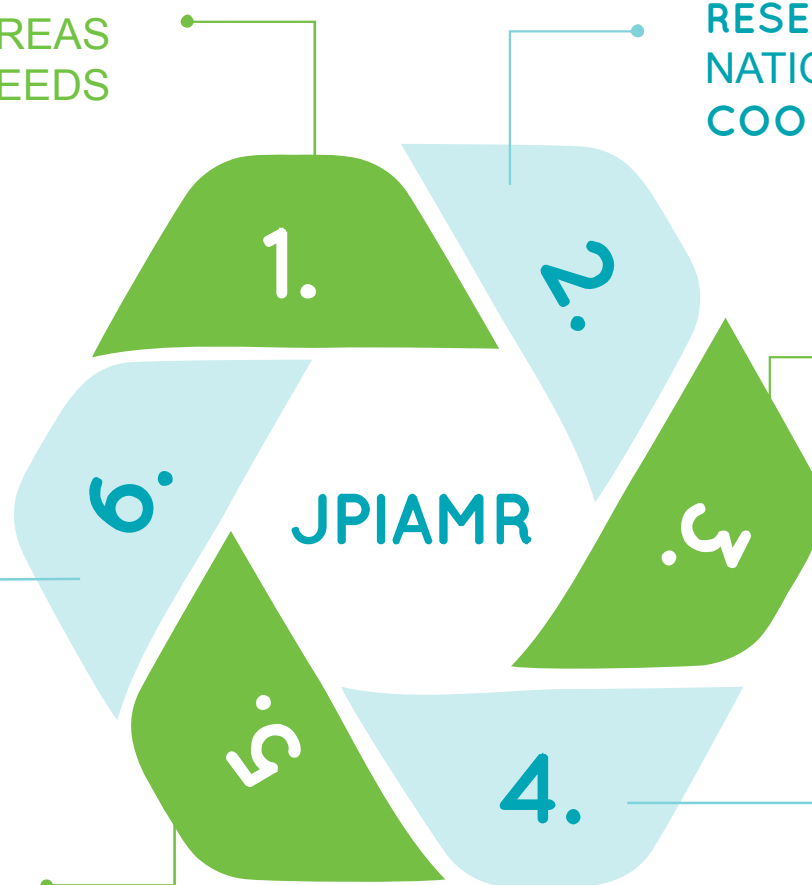 REAS
EEDS
RESE
NATIO
COO
1.
2.
3.
4.
5.
6.
JPIAMR